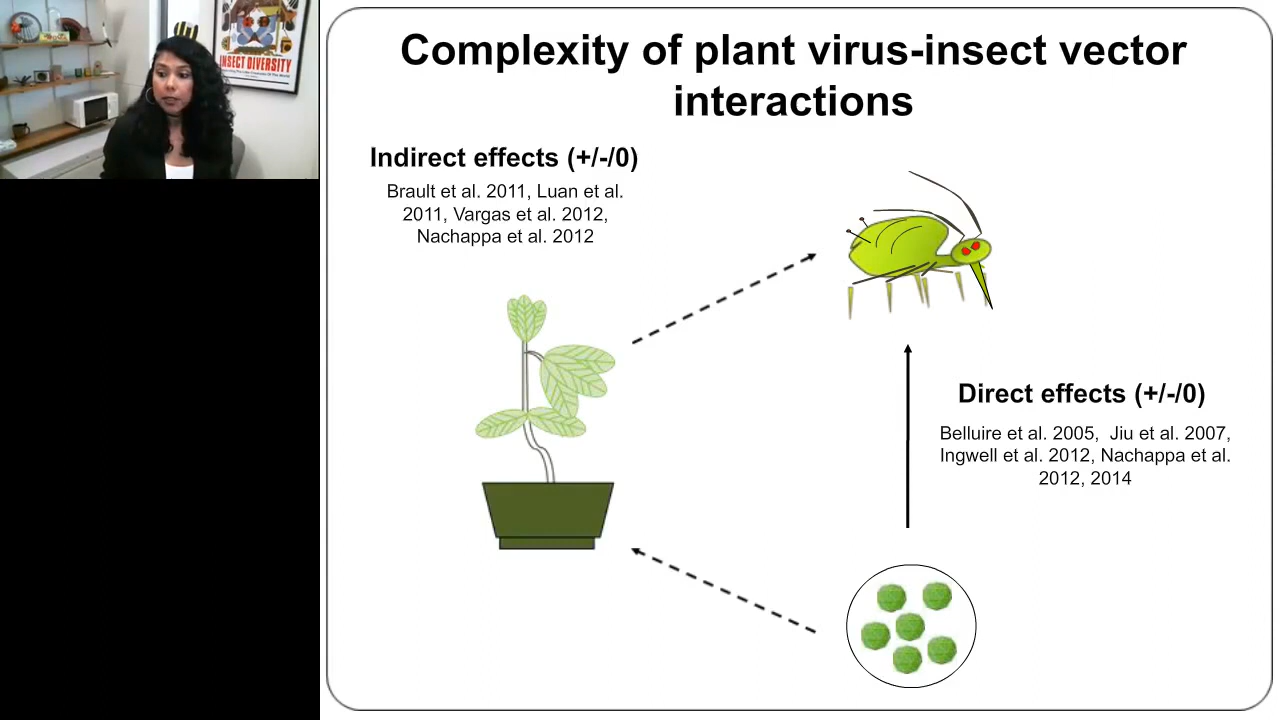 INSECT DIVERSITY
Complexity of plant virus-insect vector
interactions
Indirect effects (+/-/0)
Brault et al. 2011, Luan et al.
2011, Vargas et al. 2012,
Nachappa et al. 2012
Direct effects (+/-/0)
Belluire et al. 2005,  Jiu et al. 2007,
Ingwell et al. 2012, Nachappa et al.
2012, 2014